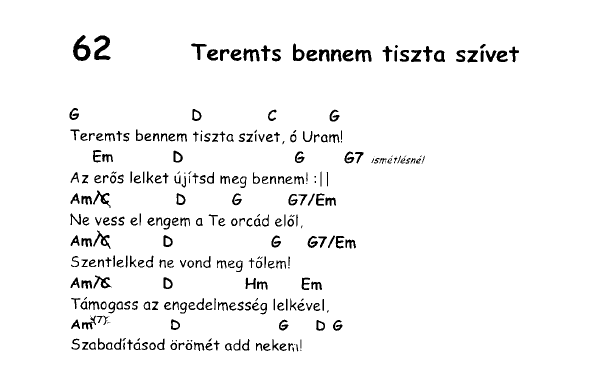 62 Teremts bennem tiszta szívet
G D C G
Teremts bennem tiszta szívet, ó Uram!
Em D G G7 ismétlésnél
Az erős lelket újítsd meg bennem! :||
Am/C D G G7/Em
Ne vess el engem a Te orcád elől,
Am/C D G G7/Em
Szentlelked ne vond meg tőlem!
Am/C D Hm Em
Támogass az engedelmesség lelkével,
Am(7) D G D G
Szabadításod örömét add nekem!